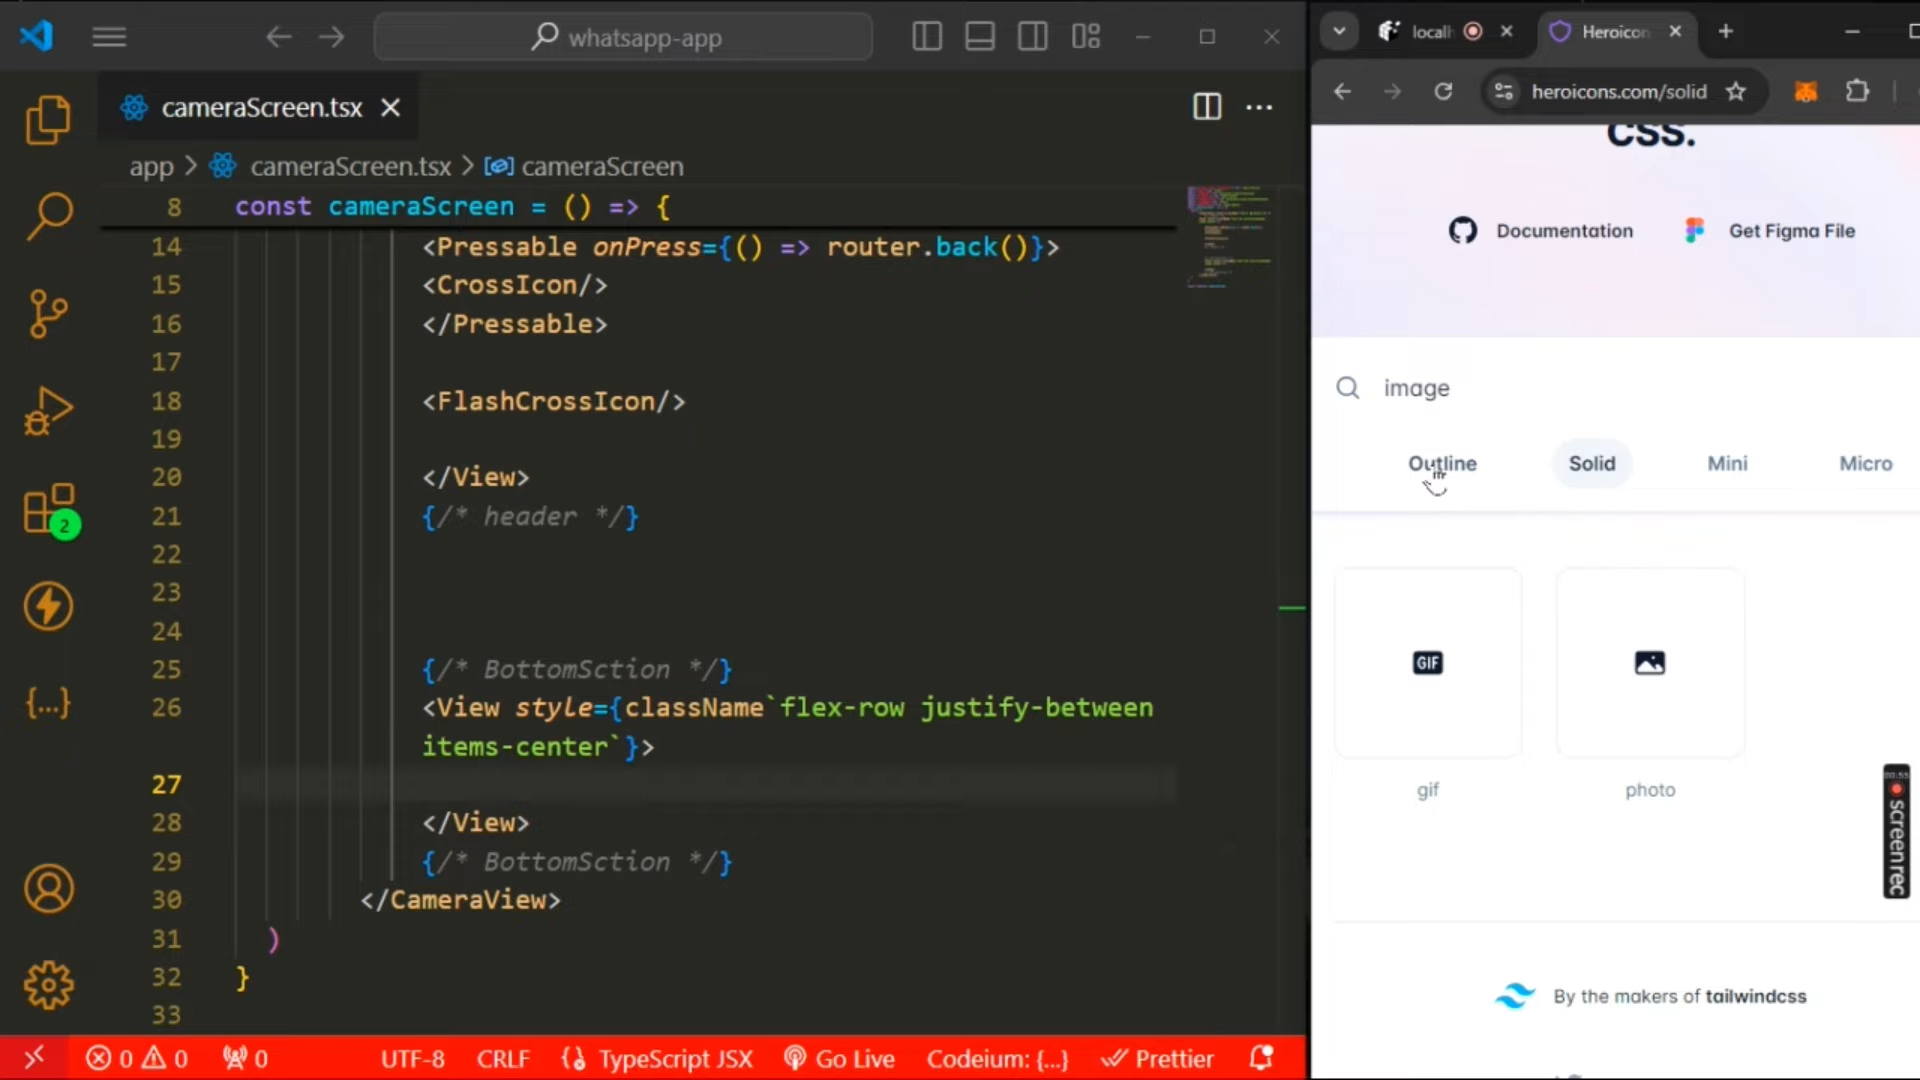 whatsapp-app
cameraScreen.tsx
app > cameraScreen.tsx > cameraScreen
8 const cameraScreen = () => {
14 <Pressable onPress={() => router.back()}>
15 <CrossIcon/>
16 </Pressable>
17
18 <FlashCrossIcon/>
19
20 </View>
21 {/* header */}
22
23
24
25 {/* BottomSction */}
26 <View style={className`flex-row justify-between
items-center`}>
27
28 </View>
29 {/* BottomSction */}
30 </CameraView>
31 )
32 }
33
2
0 0 0 UTF-8 CRLF TypeScript JSX Go Live Codeium: {...} Prettier
locall Heroicon
heroicons.com/solid
CSS.
Documentation Get Figma File
image
Outline Solid Mini Micro
GIF
gif photo
screenrec
By the makers of tailwindcss